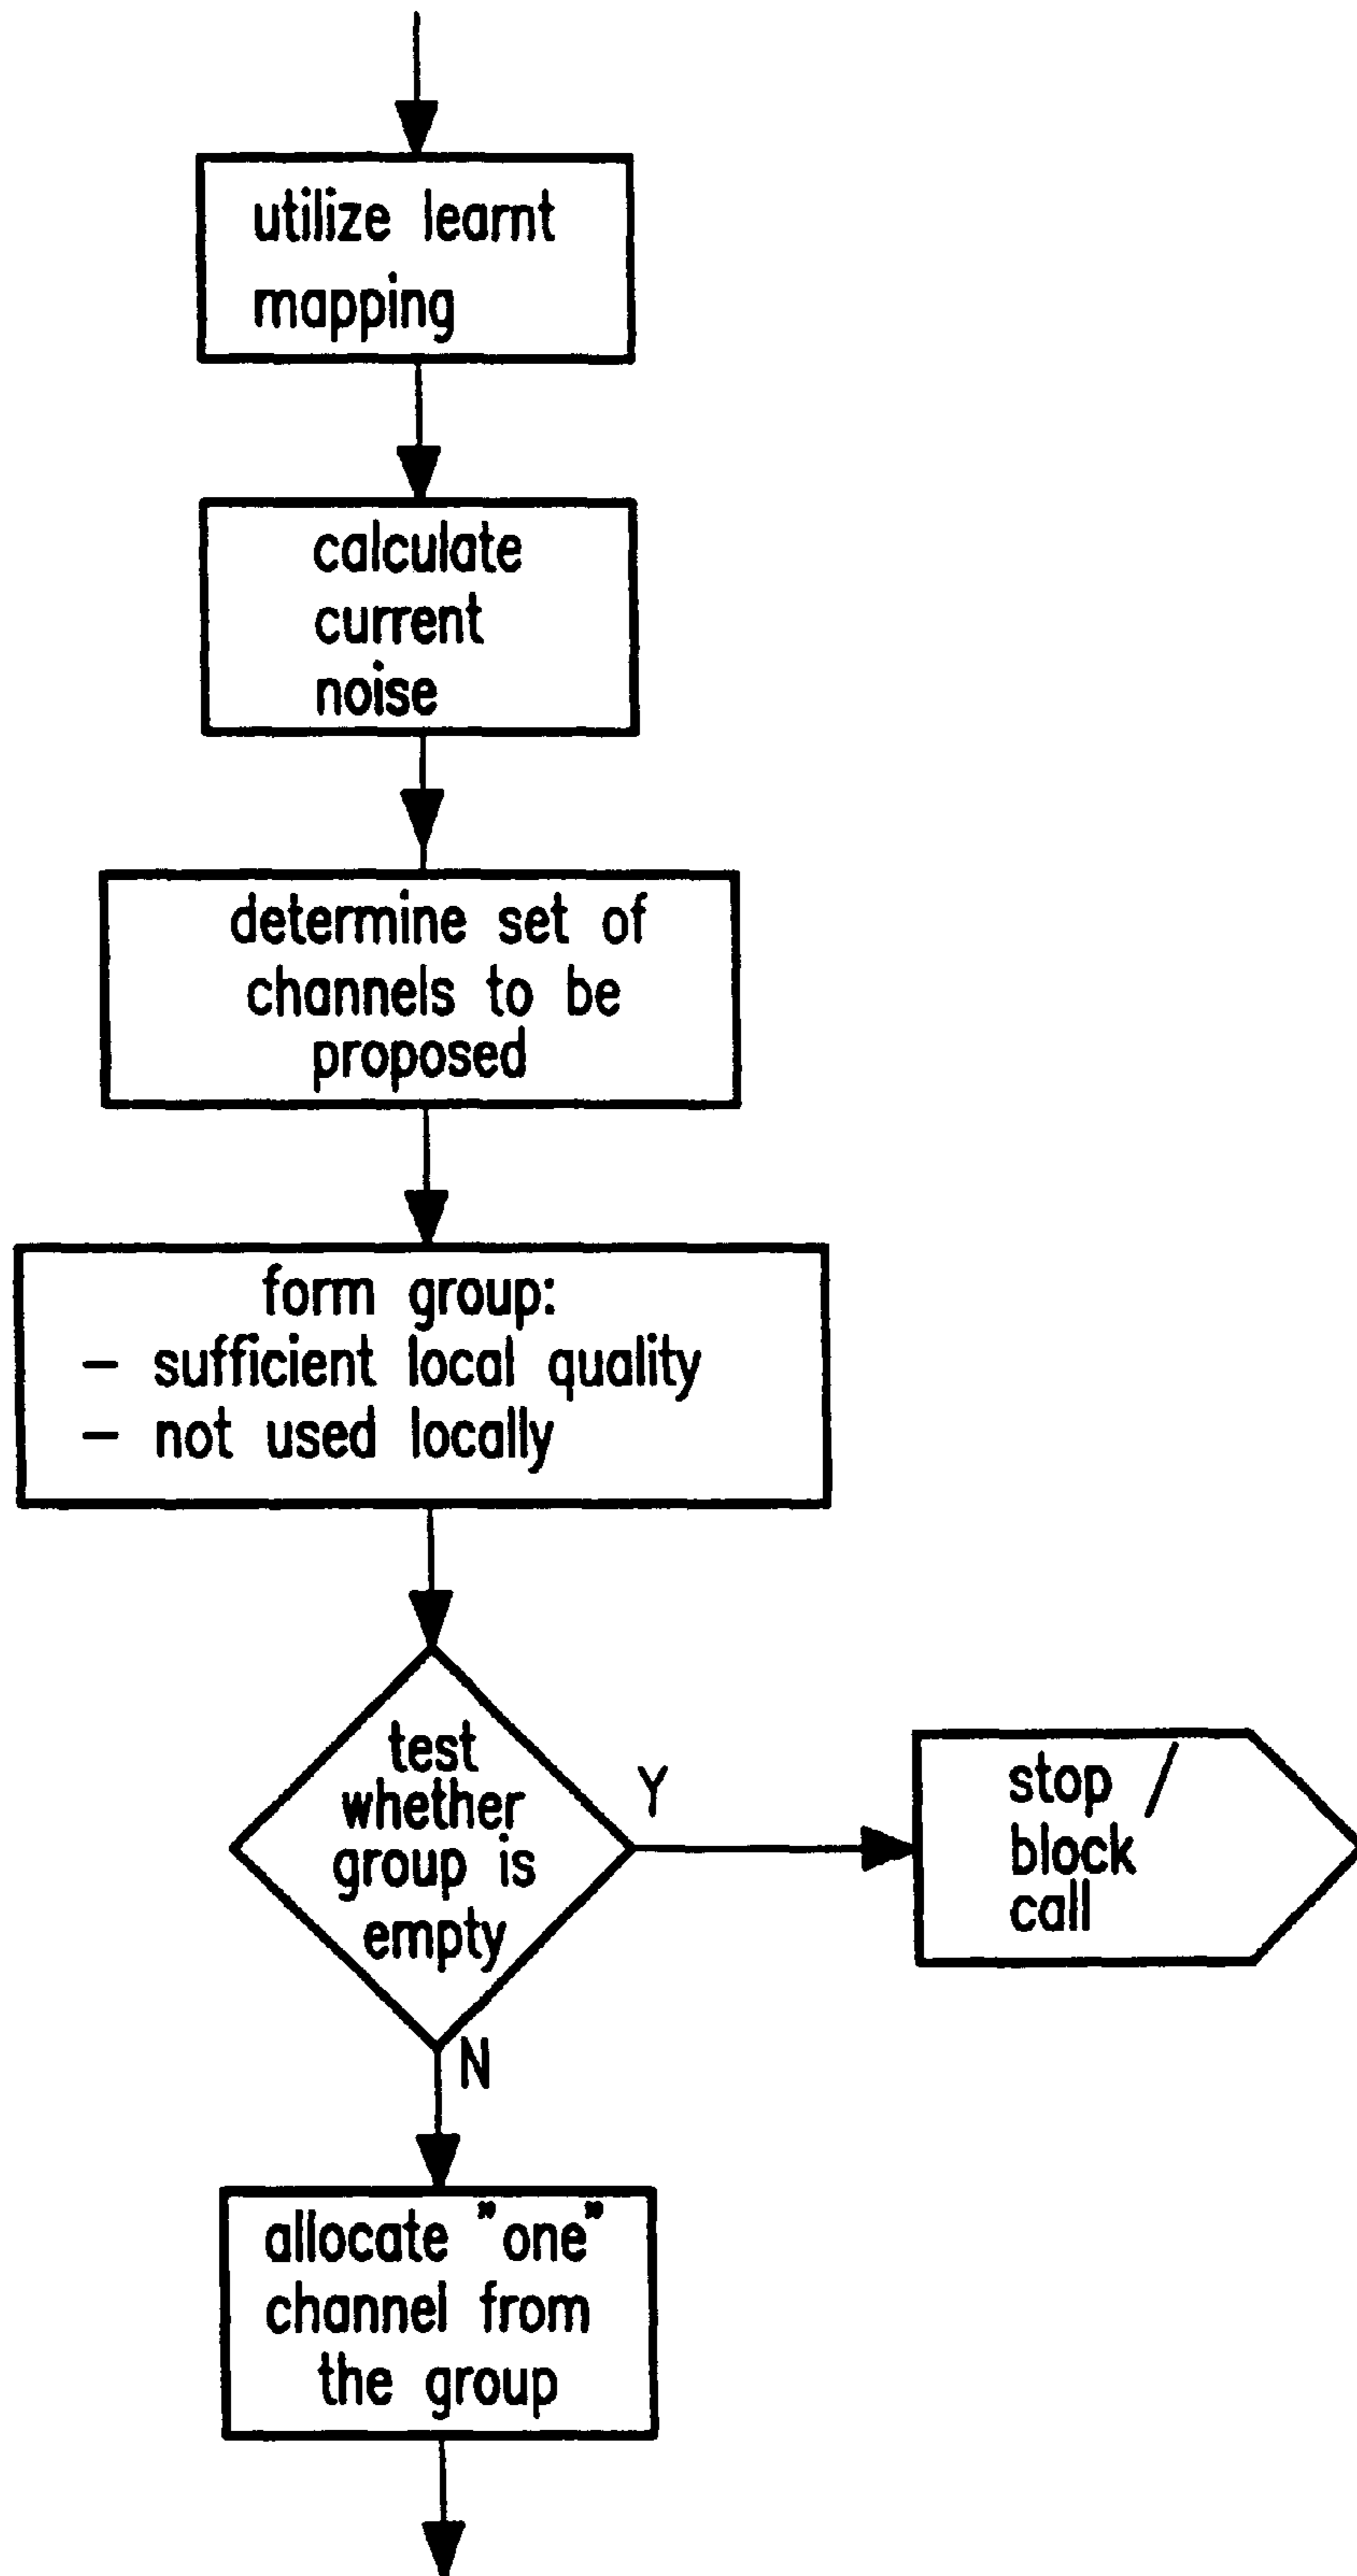 utilize learnt
mapping
calculate
current
noise
determine set of
channels to be
proposed
form group:
– sufficient local quality
– not used locally
test
whether
group is
empty
Y
stop /
block
call
N
allocate "one"
channel from
the group